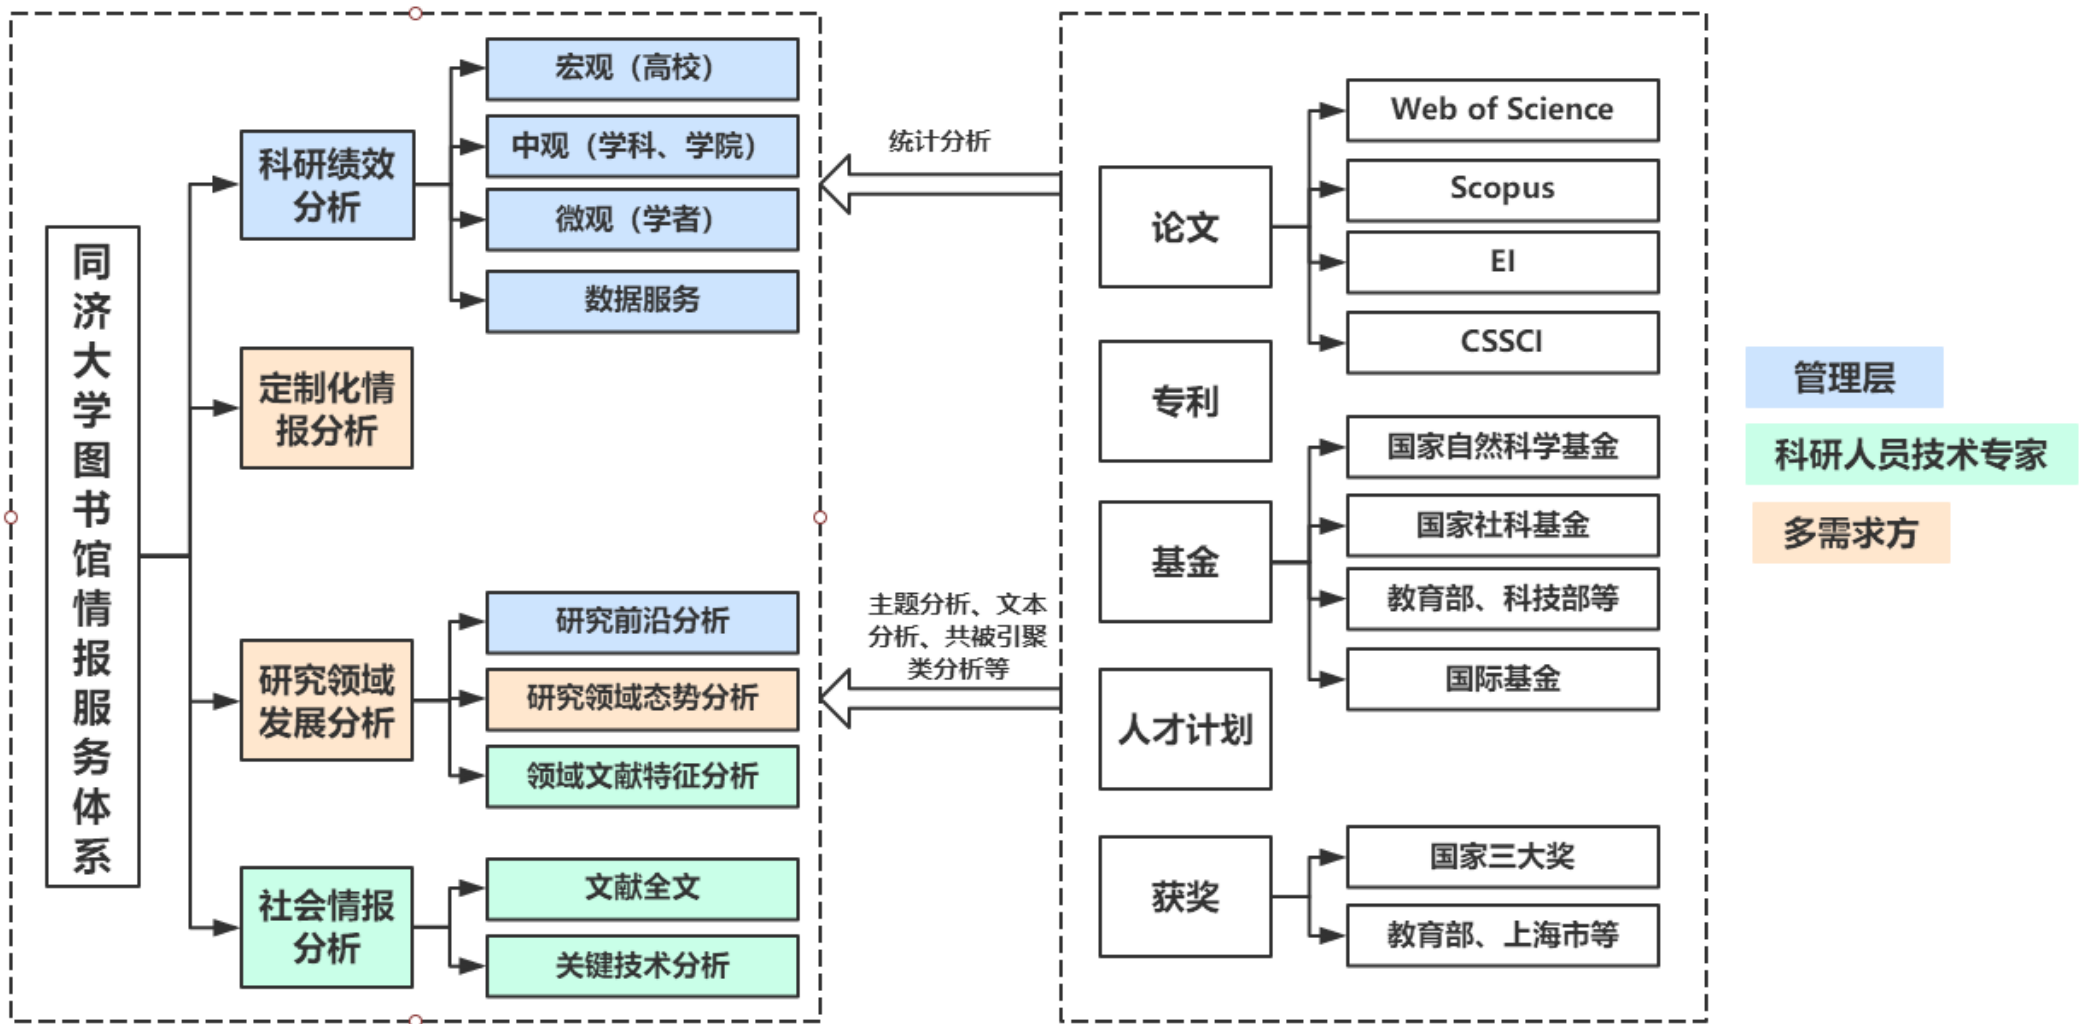 同济大学图书馆情报服务体系
科研绩效
分析
宏观（高校）
中观（学科、学院）
微观（学者）
数据服务
定制化情
报分析
研究领域
发展分析
研究前沿分析
研究领域态势分析
领域文献特征分析
社会情报
分析
文献全文
关键技术分析
统计分析
主题分析、文本
分析、共被引聚
类分析等
论文
Web of Science
Scopus
EI
CSSCI
专利
基金
国家自然科学基金
国家社科基金
教育部、科技部等
国际基金
人才计划
获奖
国家三大奖
教育部、上海市等
管理层
科研人员技术专家
多需求方